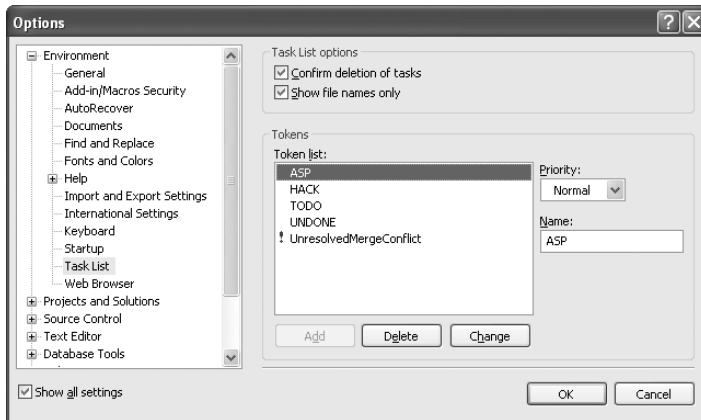 Options
Environment
General
Add-in/Macros Security
AutoRecover
Documents
Find and Replace
Fonts and Colors
Help
Import and Export Settings
International Settings
Keyboard
Startup
Task List
Web Browser
Projects and Solutions
Source Control
Text Editor
Database Tools
Show all settings
Task List options
Confirm deletion of tasks
Show file names only
Tokens
Token list:
ASP
HACK
TODO
UNDONE
! UnresolvedMergeConflict
Priority:
Normal
Name:
ASP
Add
Delete
Change
OK
Cancel